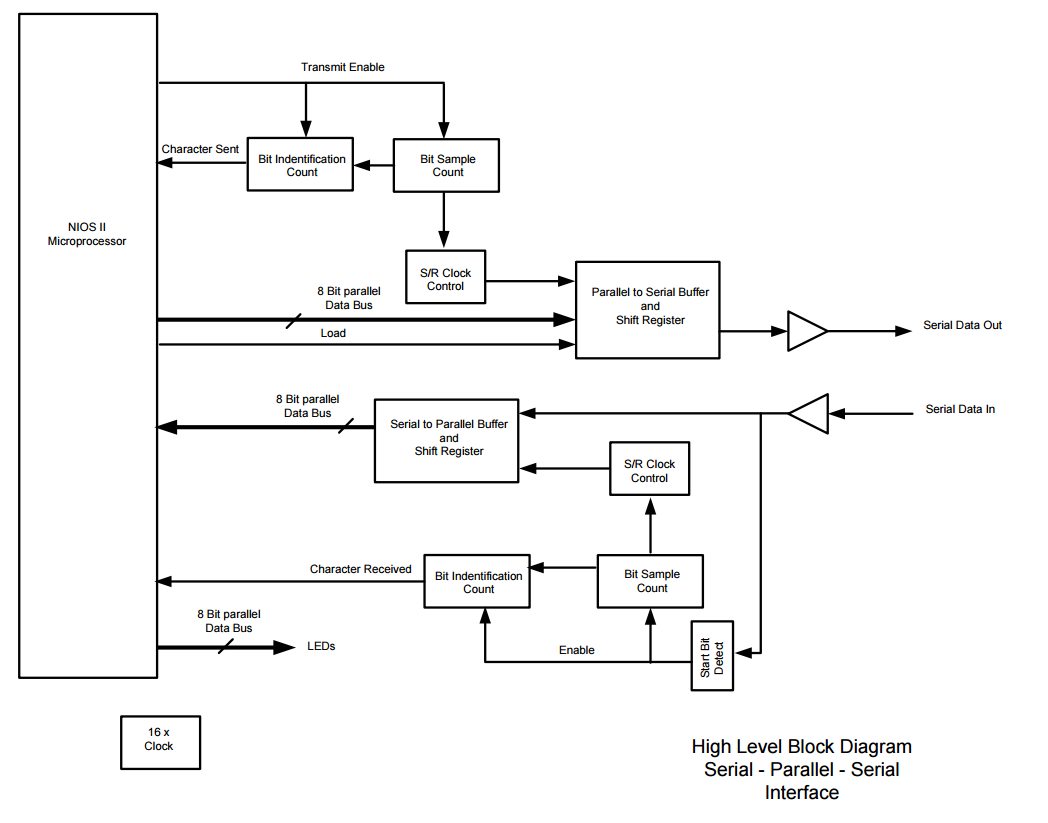 Transmit Enable
Character Sent
Bit Indentification
Count
Bit Sample
Count
NIOS II
Microprocessor
S/R Clock
Control
8 Bit parallel
Data Bus
Load
Parallel to Serial Buffer
and
Shift Register
Serial Data Out
8 Bit parallel
Data Bus
Serial to Parallel Buffer
and
Shift Register
Serial Data In
S/R Clock
Control
Character Received
Bit Indentification
Count
Bit Sample
Count
8 Bit parallel
Data Bus
LEDs
Enable
Start Bit
Detect
16 x
Clock
High Level Block Diagram
Serial - Parallel - Serial
Interface